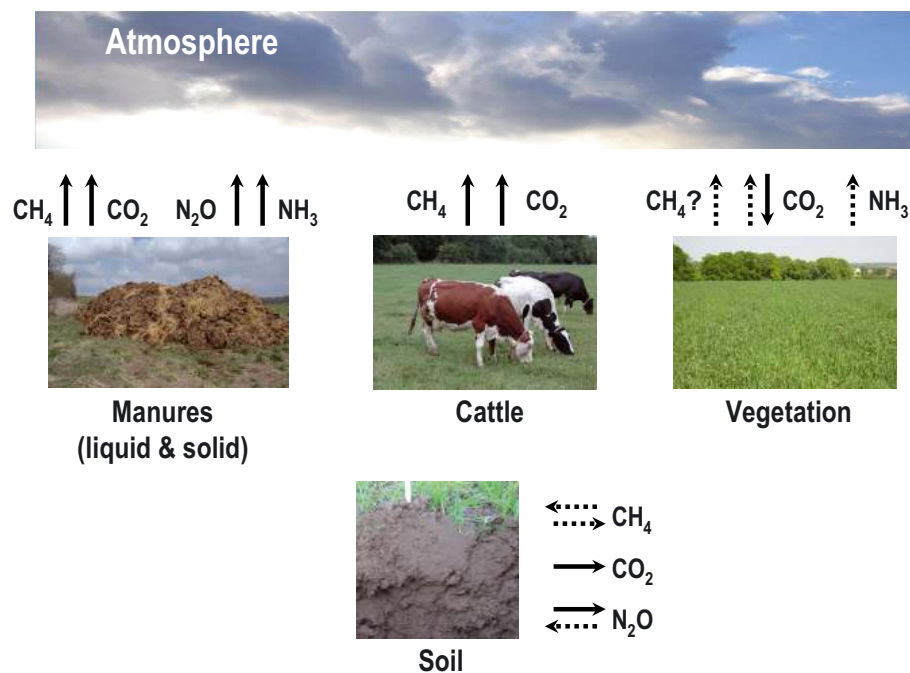 Atmosphere
CH₄ CO₂ N₂O NH₃ CH₄ CO₂ CH₄? CO₂ NH₃
Manures
(liquid & solid)
Cattle
Vegetation
CH₄
CO₂
N₂O
Soil